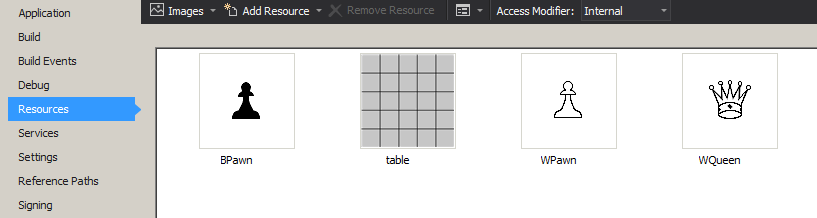 Application
Build
Build Events
Debug
Resources
Services
Settings
Reference Paths
Signing
Images Add Resource Remove Resource Access Modifier: Internal
BPawn table WPawn WQueen